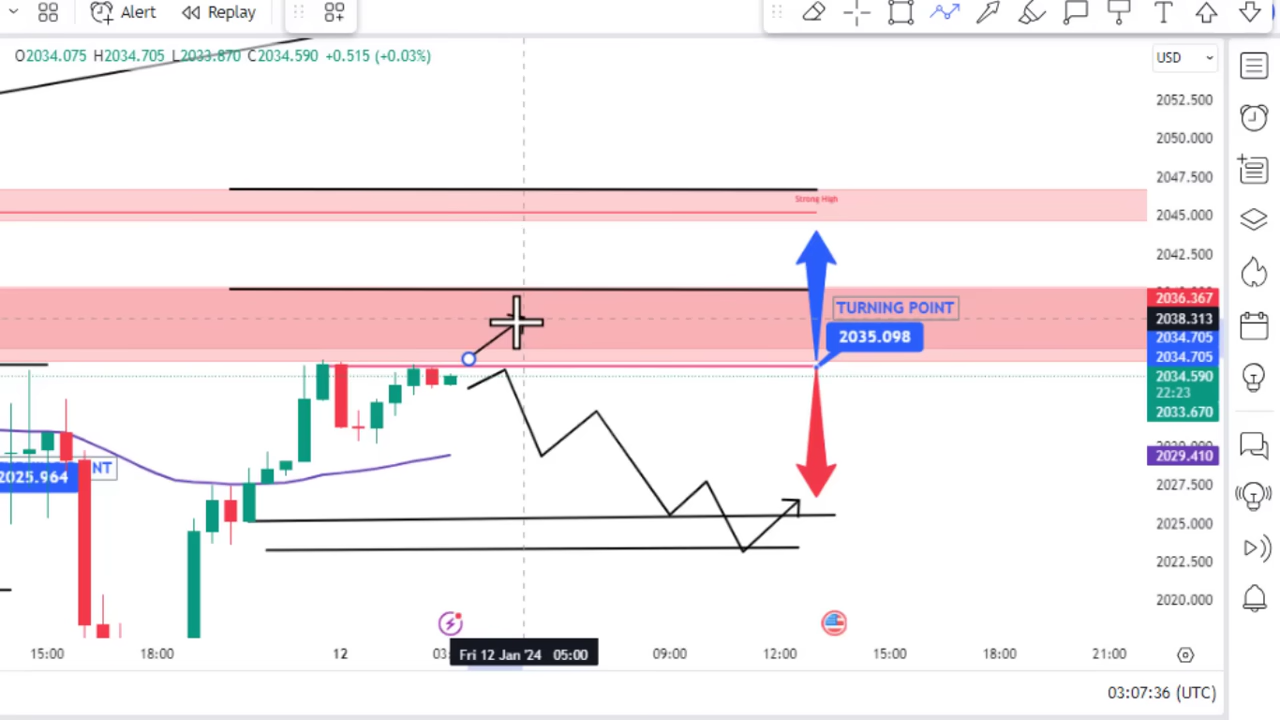 Alert Replay
O2034.075 H2034.705 L2033.870 C2034.590 +0.515 (+0.03%)
USD
2052.500
2050.000
2047.500
Strong High
2045.000
2042.500
2036.367
TURNING POINT
2038.313
2035.098
2034.705
2034.705
2034.590
22:23
2033.670
2029.410
NT
2025.964
2027.500
2025.000
2022.500
2020.000
15:00 18:00 12 03: Fri 12 Jan '24 05:00 09:00 12:00 15:00 18:00 21:00
03:07:36 (UTC)